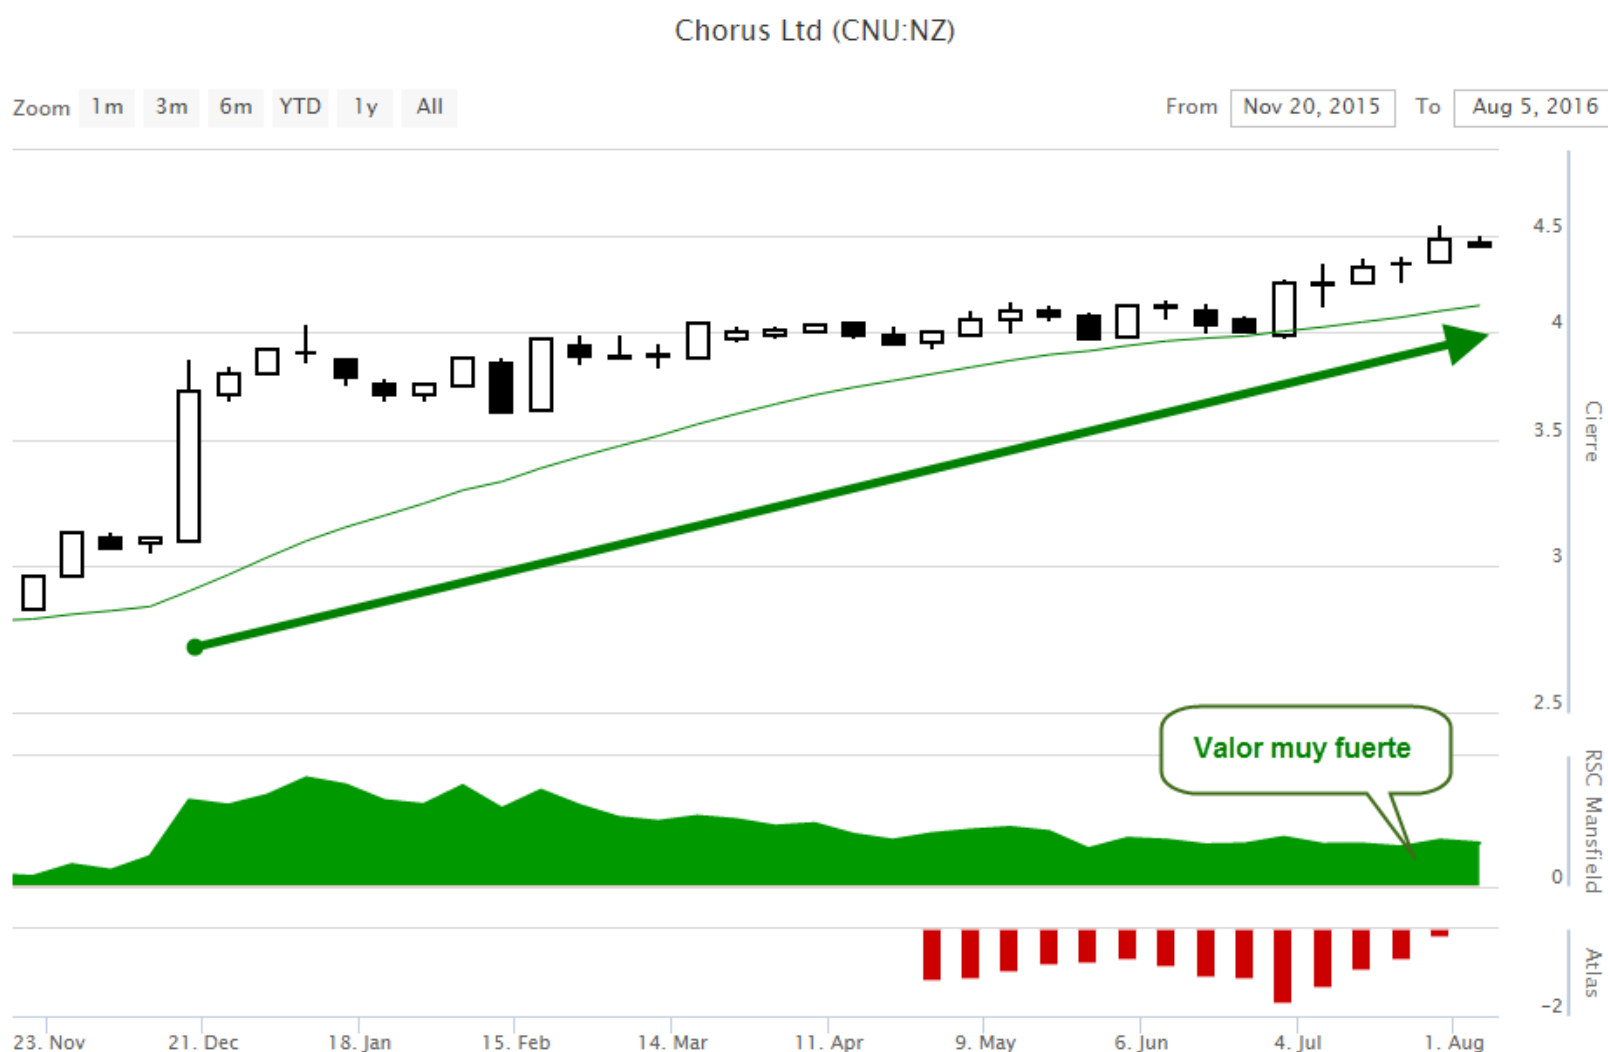 Chorus Ltd (CNU:NZ)
Zoom 1m 3m 6m YTD 1y All From Nov 20, 2015 To Aug 5, 2016
4.5
4
3.5
3
2.5
Cierre
Valor muy fuerte
0
RSC Mansfield
-2
Atlas
23. Nov 21. Dec 18. Jan 15. Feb 14. Mar 11. Apr 9. May 6. Jun 4. Jul 1. Aug